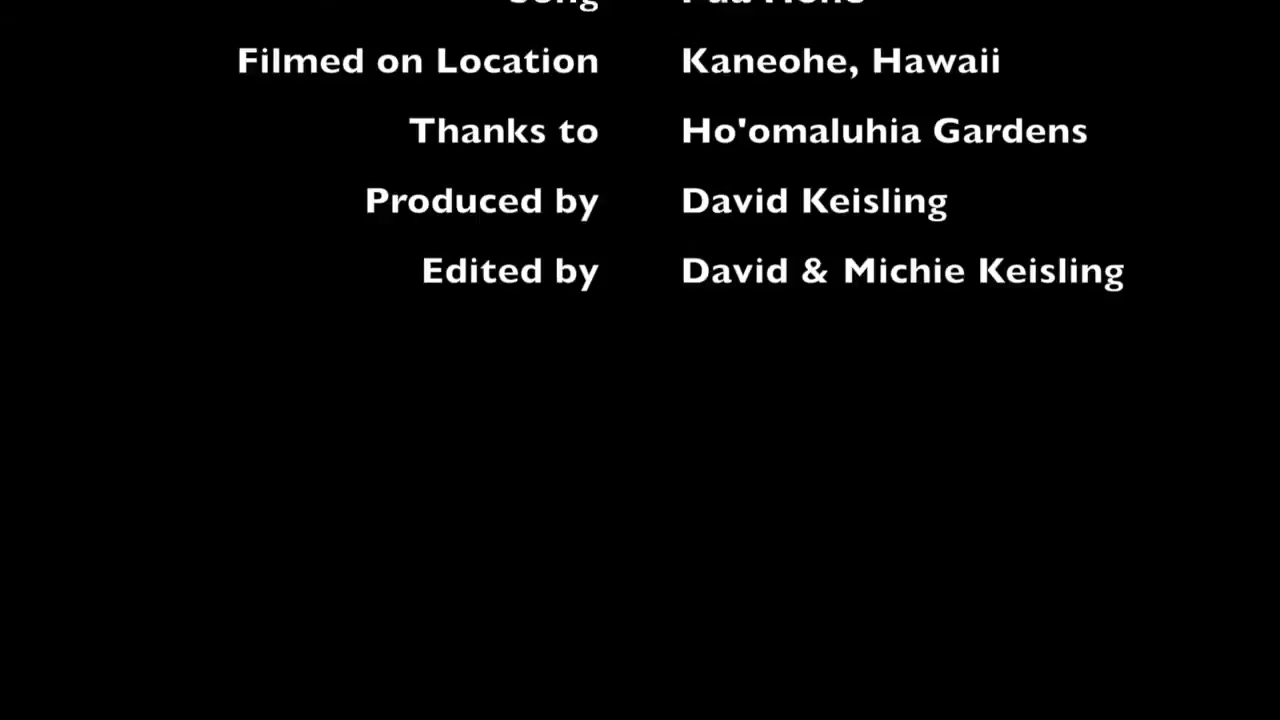 Song
Filmed on Location Kaneohe, Hawaii
Thanks to Ho'omaluhia Gardens
Produced by David Keisling
Edited by David & Michie Keisling